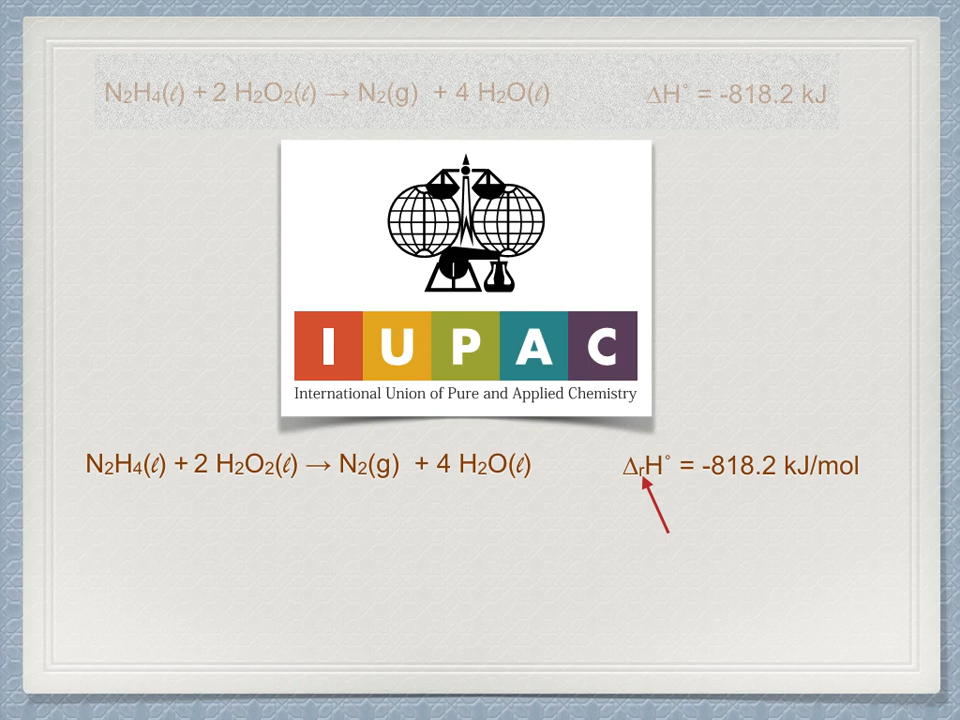 N₂H₄(ℓ) + 2 H₂O₂(ℓ) → N₂(g) + 4 H₂O(ℓ) ΔH˚ = -818.2 kJ
I U P A C
International Union of Pure and Applied Chemistry
N₂H₄(ℓ) + 2 H₂O₂(ℓ) → N₂(g) + 4 H₂O(ℓ) ΔᵣH˚ = -818.2 kJ/mol